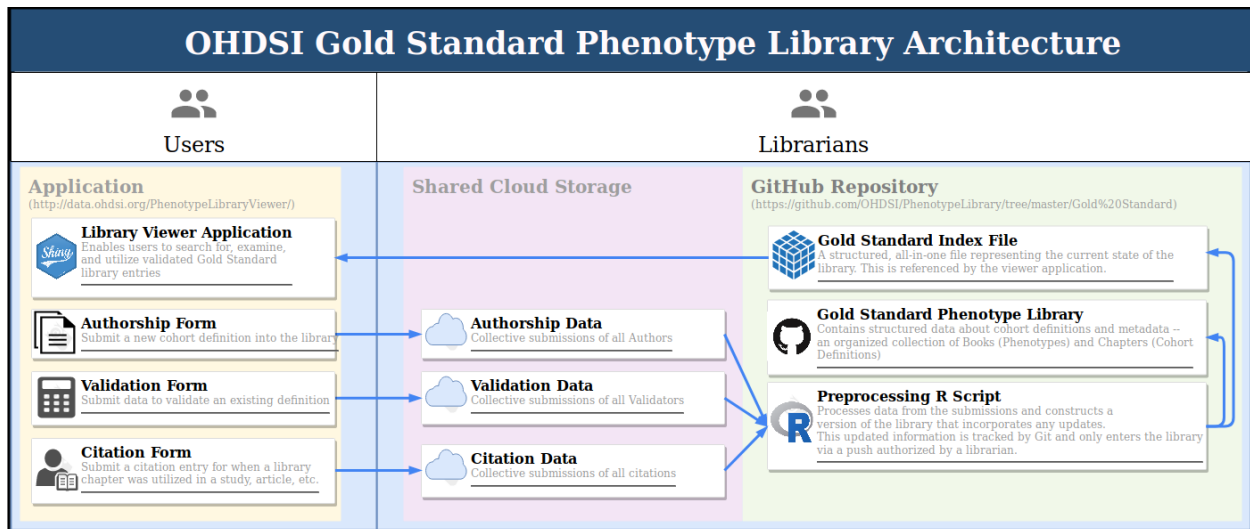 OHDSI Gold Standard Phenotype Library Architecture
Users
Librarians
Application
(http://data.ohdsi.org/PhenotypeLibraryViewer/)
Shiny
Library Viewer Application
Enables users to search for, examine,
and utilize validated Gold Standard
library entries
Authorship Form
Submit a new cohort definition into the library
Validation Form
Submit data to validate an existing definition
Citation Form
Submit a citation entry for when a library
chapter was utilized in a study, article, etc.
Shared Cloud Storage
Authorship Data
Collective submissions of all Authors
Validation Data
Collective submissions of all Validators
Citation Data
Collective submissions of all citations
GitHub Repository
(https://github.com/OHDSI/PhenotypeLibrary/tree/master/Gold%20Standard)
Gold Standard Index File
A structured, all-in-one file representing the current state of the
library. This is referenced by the viewer application.
Gold Standard Phenotype Library
Contains structured data about cohort definitions and metadata --
an organized collection of Books (Phenotypes) and Chapters (Cohort
Definitions)
R
Preprocessing R Script
Processes data from the submissions and constructs a
version of the library that incorporates any updates.
This updated information is tracked by Git and only enters the library
via a push authorized by a librarian.